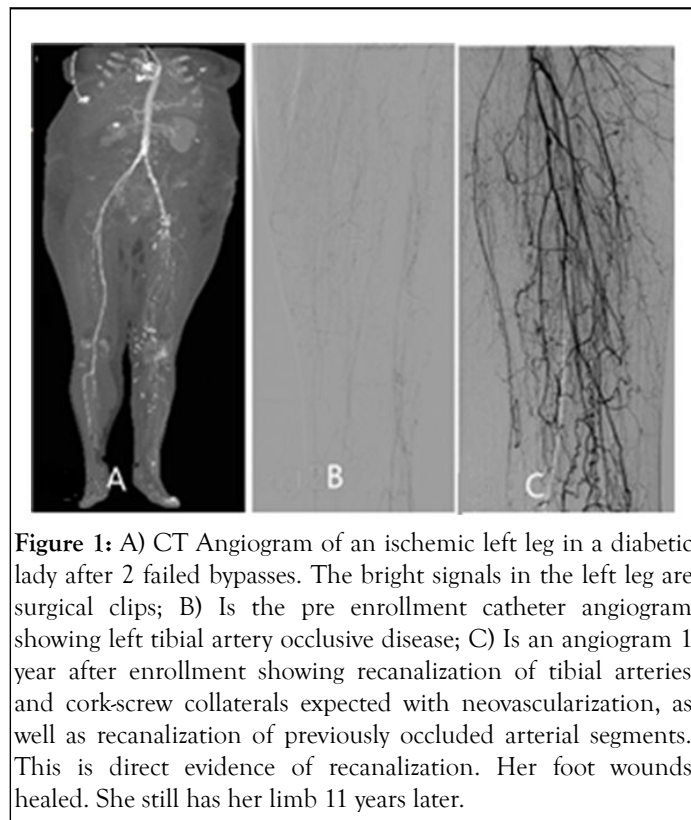 A
B
C
Figure 1: A) CT Angiogram of an ischemic left leg in a diabetic
lady after 2 failed bypasses. The bright signals in the left leg are
surgical clips; B) Is the pre enrollment catheter angiogram
showing left tibial artery occlusive disease; C) Is an angiogram 1
year after enrollment showing recanalization of tibial arteries
and cork-screw collaterals expected with neovascularization, as
well as recanalization of previously occluded arterial segments.
This is direct evidence of recanalization. Her foot wounds
healed. She still has her limb 11 years later.